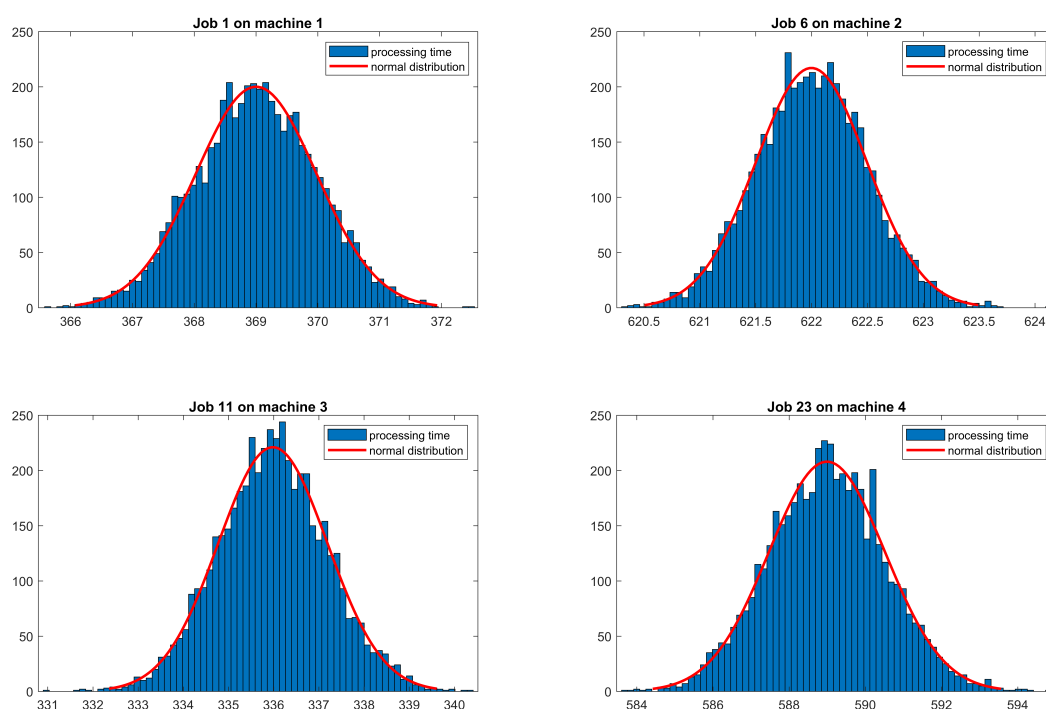 Job 1 on machine 1
250
200
150
100
50
0
366 367 368 369 370 371 372
processing time
normal distribution
Job 6 on machine 2
250
200
150
100
50
0
620.5 621 621.5 622 622.5 623 623.5 624
processing time
normal distribution
Job 11 on machine 3
250
200
150
100
50
0
331 332 333 334 335 336 337 338 339 340
processing time
normal distribution
Job 23 on machine 4
250
200
150
100
50
0
584 586 588 590 592 594
processing time
normal distribution